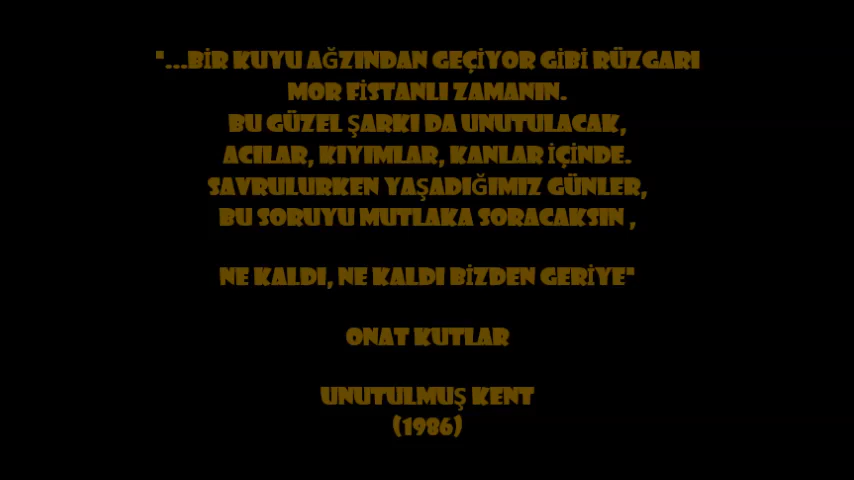 "...BİR KUYU AĞZINDAN GEÇİYOR GİBİ RÜZGARI
MOR FİSTANLI ZAMANIN.
BU GÜZEL ŞARKI DA UNUTULACAK,
ACILAR, KIYIMLAR, KANLAR İÇİNDE.
SAVRULURKEN YAŞADIĞIMIZ GÜNLER,
BU SORUYU MUTLAKA SORACAKSIN ,
NE KALDI, NE KALDI BİZDEN GERİYE"
ONAT KUTLAR
UNUTULMUŞ KENT
(1986)